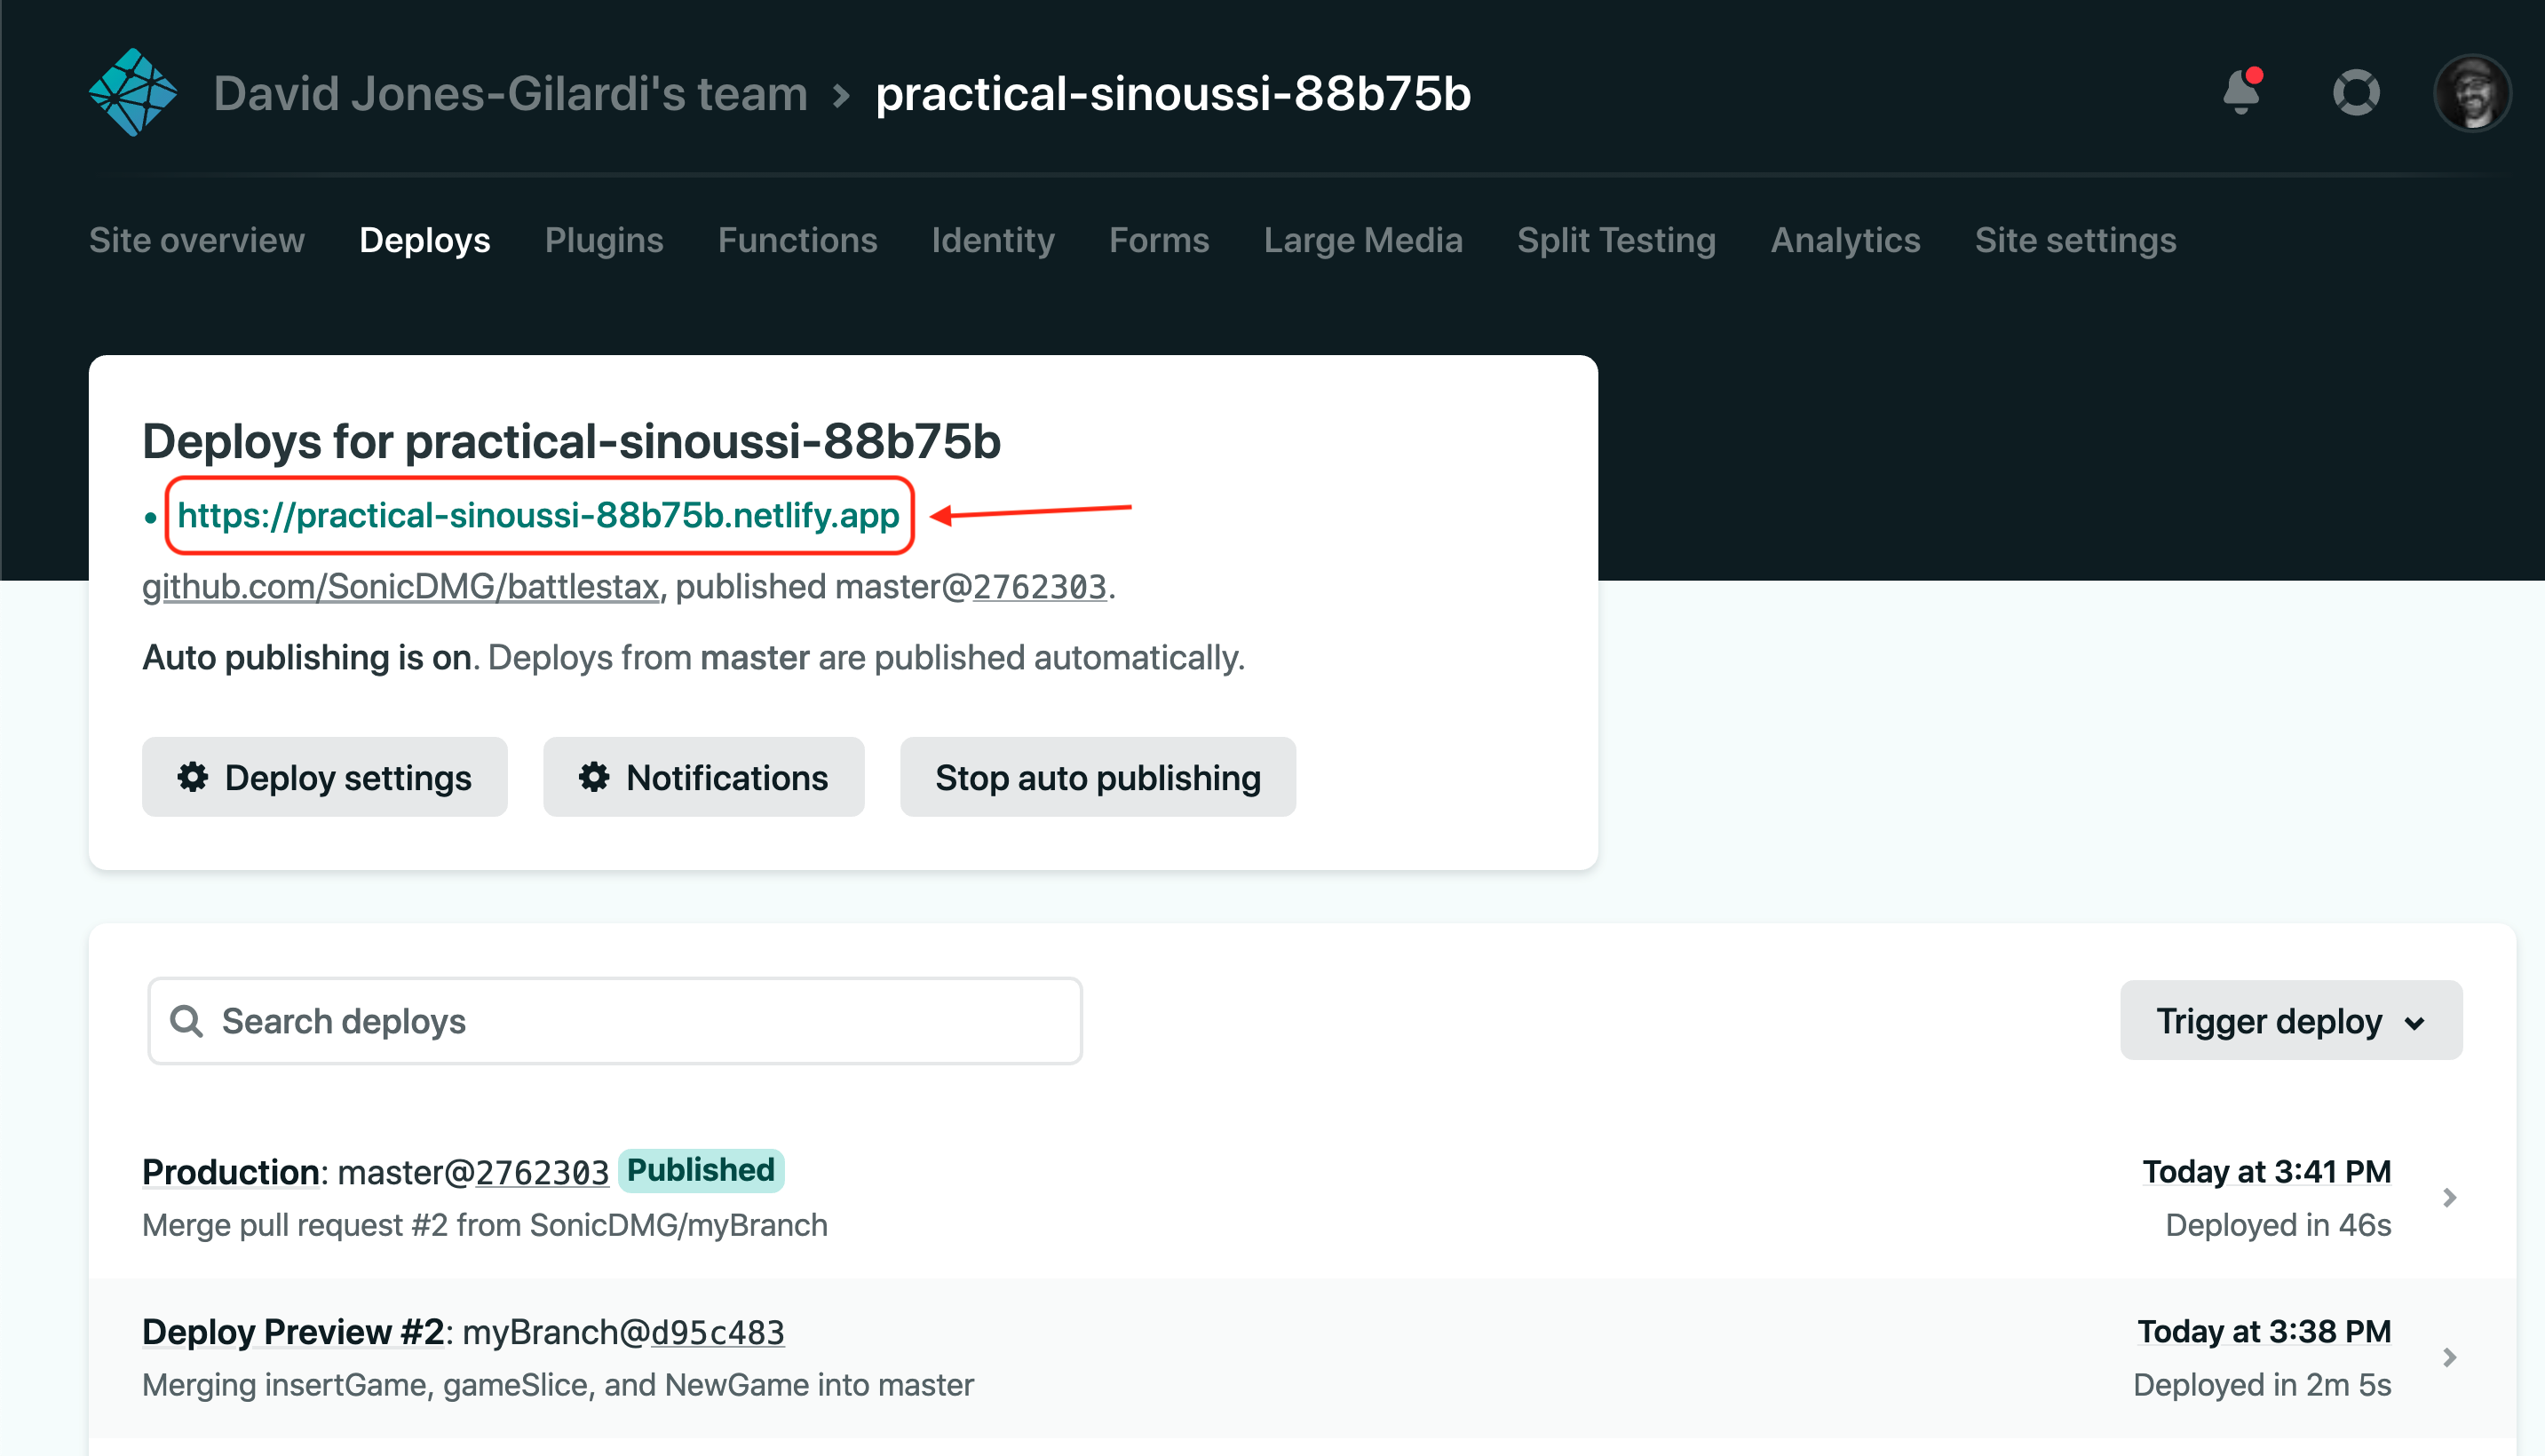 David Jones-Gilardi's team > practical-sinoussi-88b75b
Site overview Deploys Plugins Functions Identity Forms Large Media Split Testing Analytics Site settings
Deploys for practical-sinoussi-88b75b
• https://practical-sinoussi-88b75b.netlify.app
github.com/SonicDMG/battlestax, published master@2762303.
Auto publishing is on. Deploys from master are published automatically.
Deploy settings Notifications Stop auto publishing
Search deploys Trigger deploy
Production: master@2762303 Published Today at 3:41 PM
Merge pull request #2 from SonicDMG/myBranch Deployed in 46s
Deploy Preview #2: myBranch@d95c483 Today at 3:38 PM
Merging insertGame, gameSlice, and NewGame into master Deployed in 2m 5s